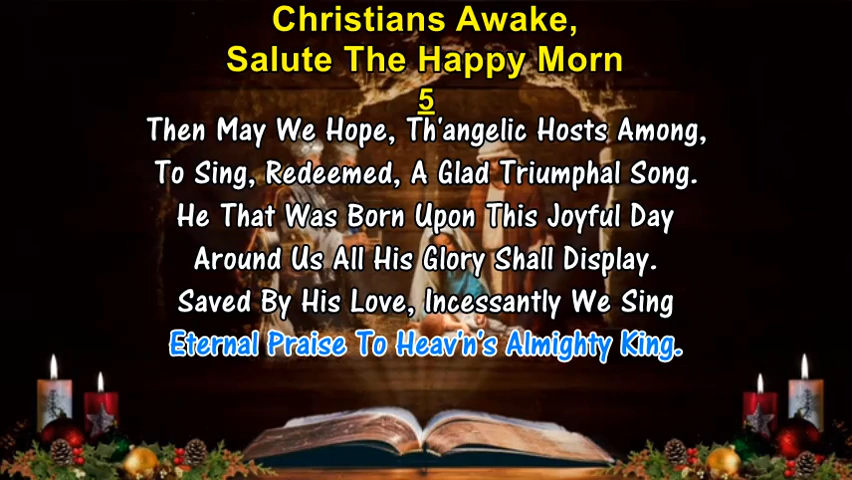 Christians Awake,
Salute The Happy Morn
5
Then May We Hope, Th'angelic Hosts Among,
To Sing, Redeemed, A Glad Triumphal Song.
He That Was Born Upon This Joyful Day
Around Us All His Glory Shall Display.
Saved By His Love, Incessantly We Sing
Eternal Praise To Heav'n's Almighty King.